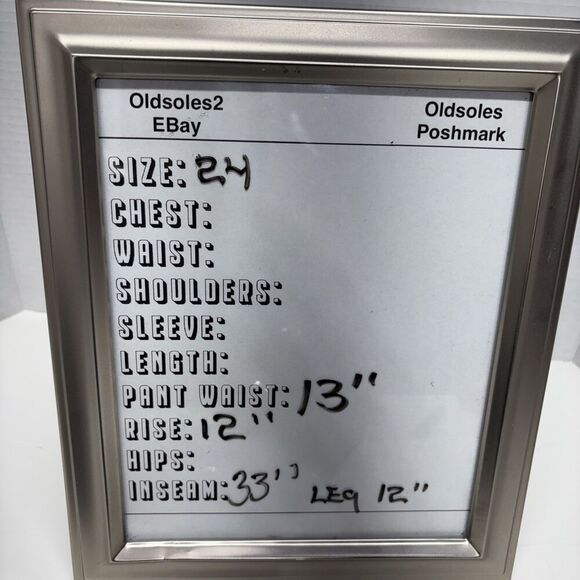 Oldsoles2
EBay
Oldsoles
Poshmark
SIZE: 24
CHEST:
WAIST:
SHOULDERS:
SLEEVE:
LENGTH:
PANT WAIST: 13"
RISE: 12"
HIPS:
INSEAM: 33" Leg 12"